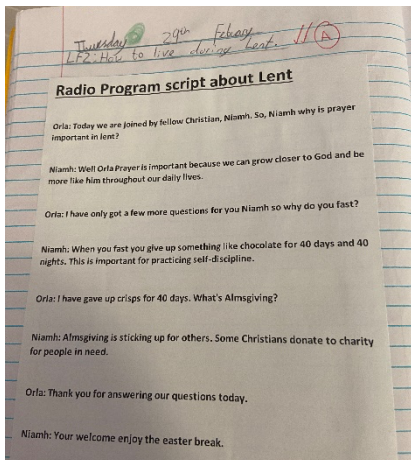 Thursday 29th Febuary
LF2: How to live during Lent.
Radio Program script about Lent
Orla: Today we are joined by fellow Christian, Niamh. So, Niamh why is prayer
important in lent?
Niamh: Well Orla Prayer is important because we can grow closer to God and be
more like him throughout our daily lives.
Orla: I have only got a few more questions for you Niamh so why do you fast?
Niamh: When you fast you give up something like chocolate for 40 days and 40
nights. This is important for practicing self-discipline.
Orla: I have gave up crisps for 40 days. What's Almsgiving?
Niamh: Almsgiving is sticking up for others. Some Christians donate to charity
for people in need.
Orla: Thank you for answering our questions today.
Niamh: Your welcome enjoy the easter break.